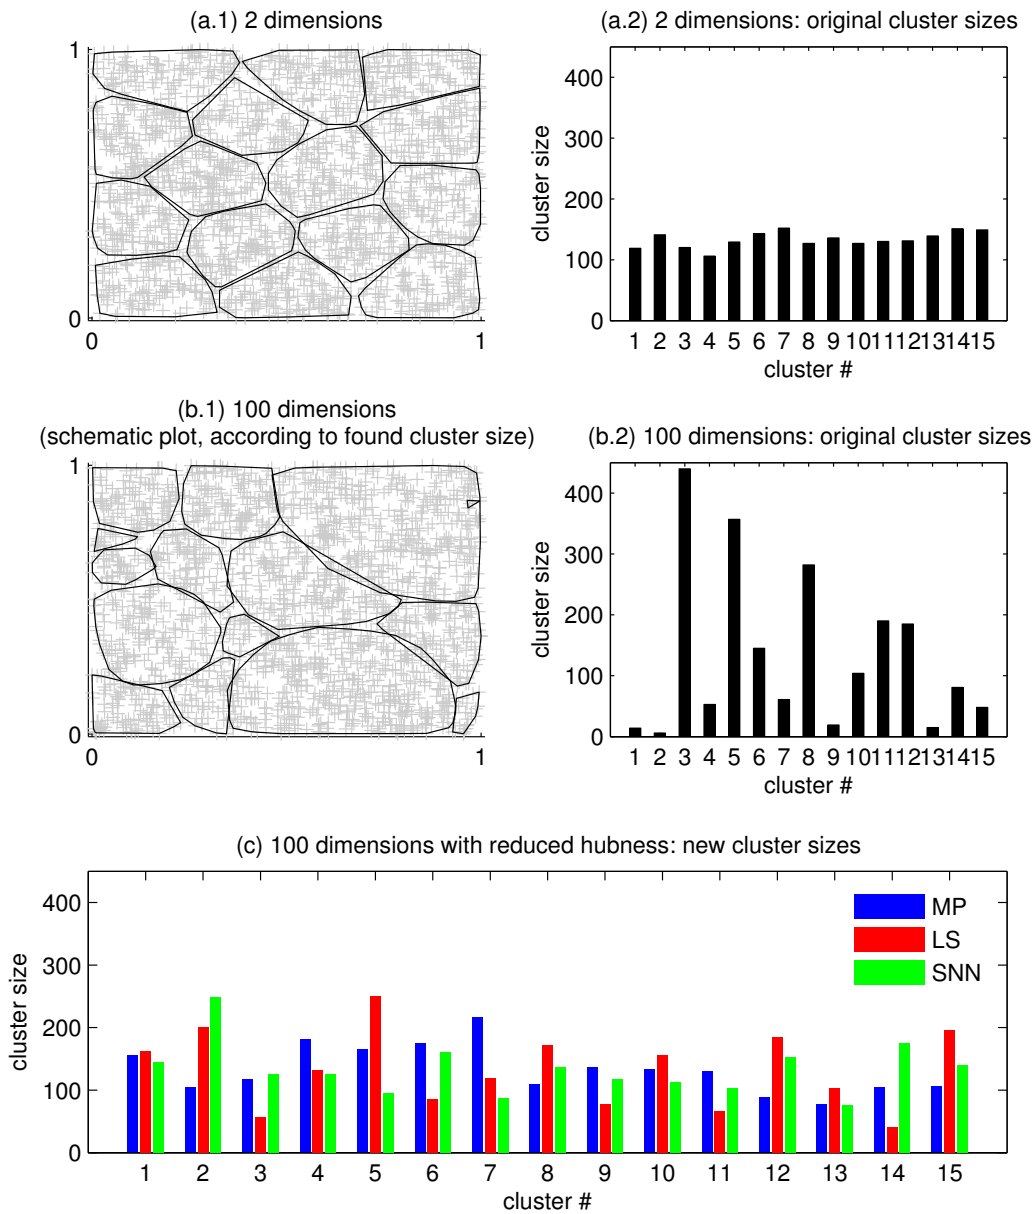 (a.1) 2 dimensions
1
0
0 1
(a.2) 2 dimensions: original cluster sizes
cluster size
400
300
200
100
0
1 2 3 4 5 6 7 8 9 10 11 12 13 14 15
cluster #
(b.1) 100 dimensions
(schematic plot, according to found cluster size)
1
0
0 1
(b.2) 100 dimensions: original cluster sizes
cluster size
400
300
200
100
0
1 2 3 4 5 6 7 8 9 10 11 12 13 14 15
cluster #
(c) 100 dimensions with reduced hubness: new cluster sizes
cluster size
400
300
200
100
0
MP
LS
SNN
1 2 3 4 5 6 7 8 9 10 11 12 13 14 15
cluster #